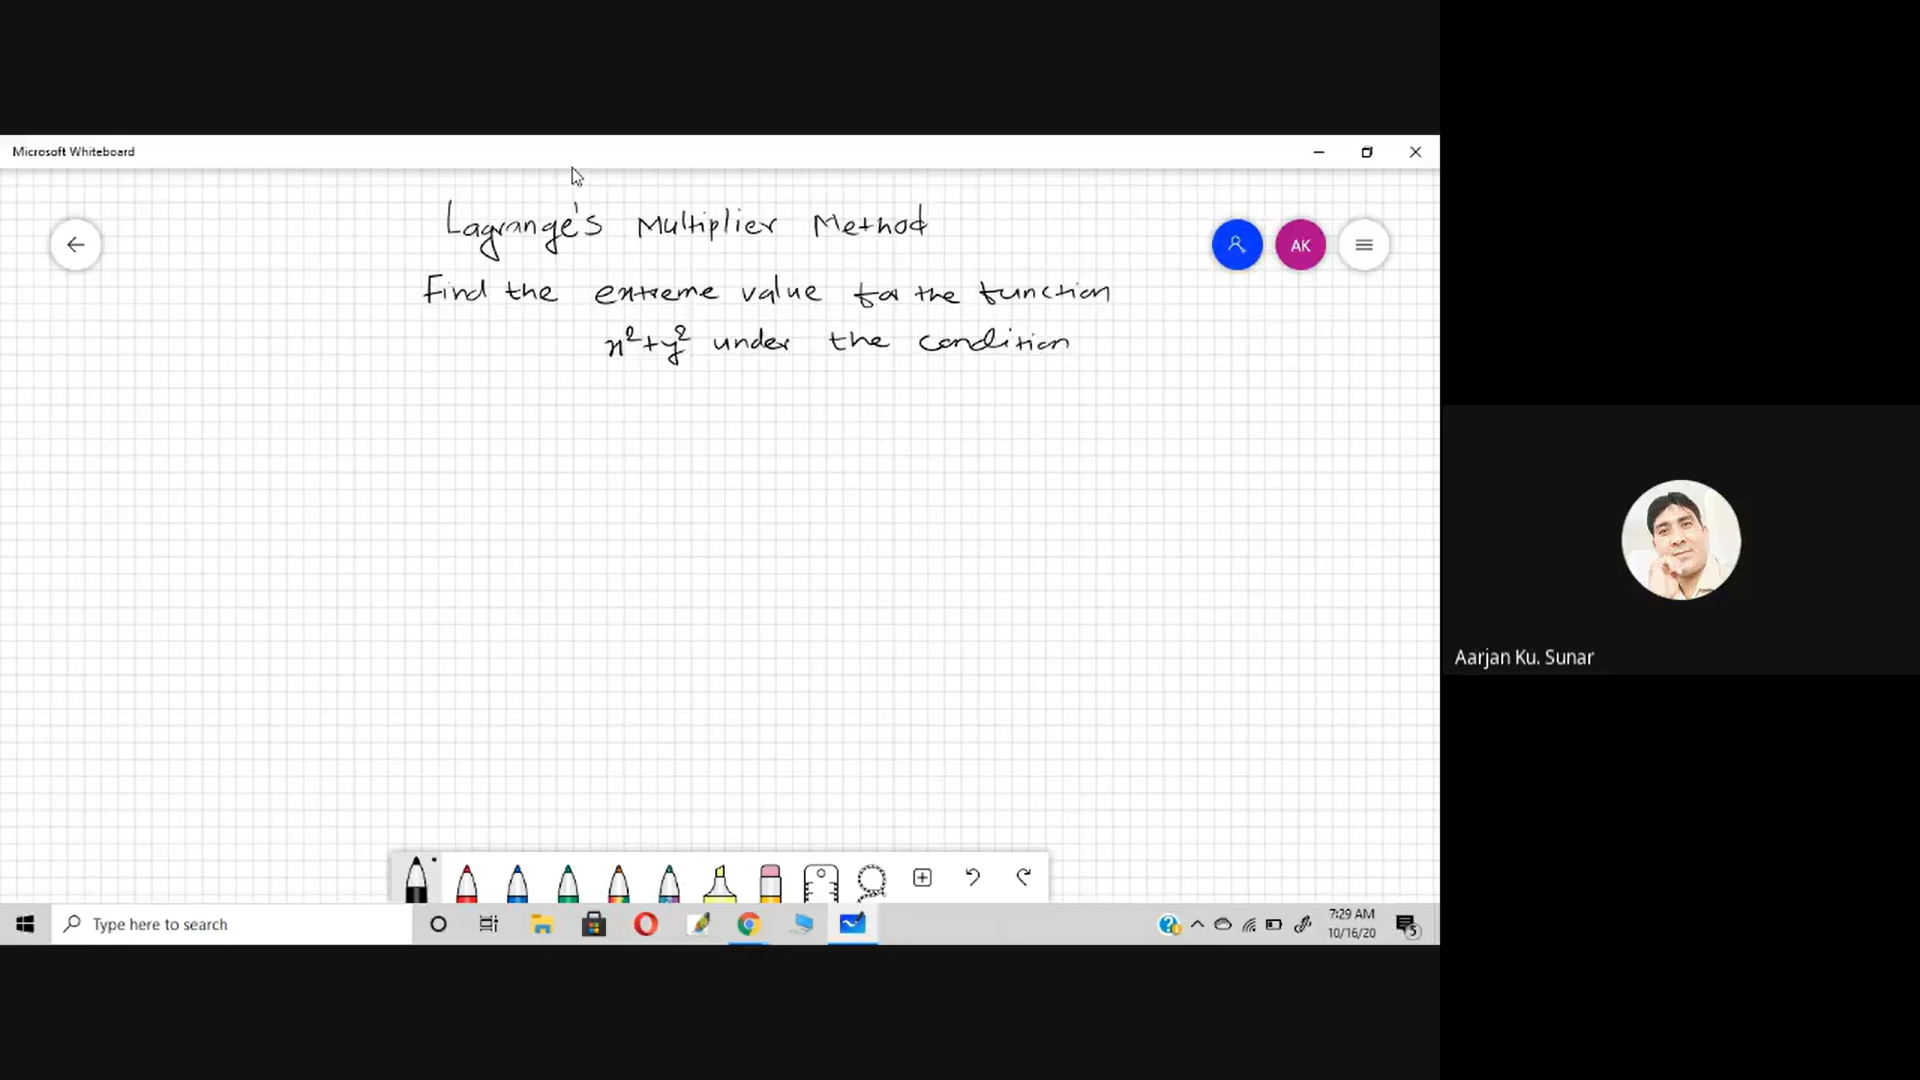 Microsoft Whiteboard
Lagrange's Multiplier Method
Find the extreme value for the function
x²+y² under the condition
AK
Aarjan Ku. Sunar
Type here to search
7:29 AM
10/16/20
5